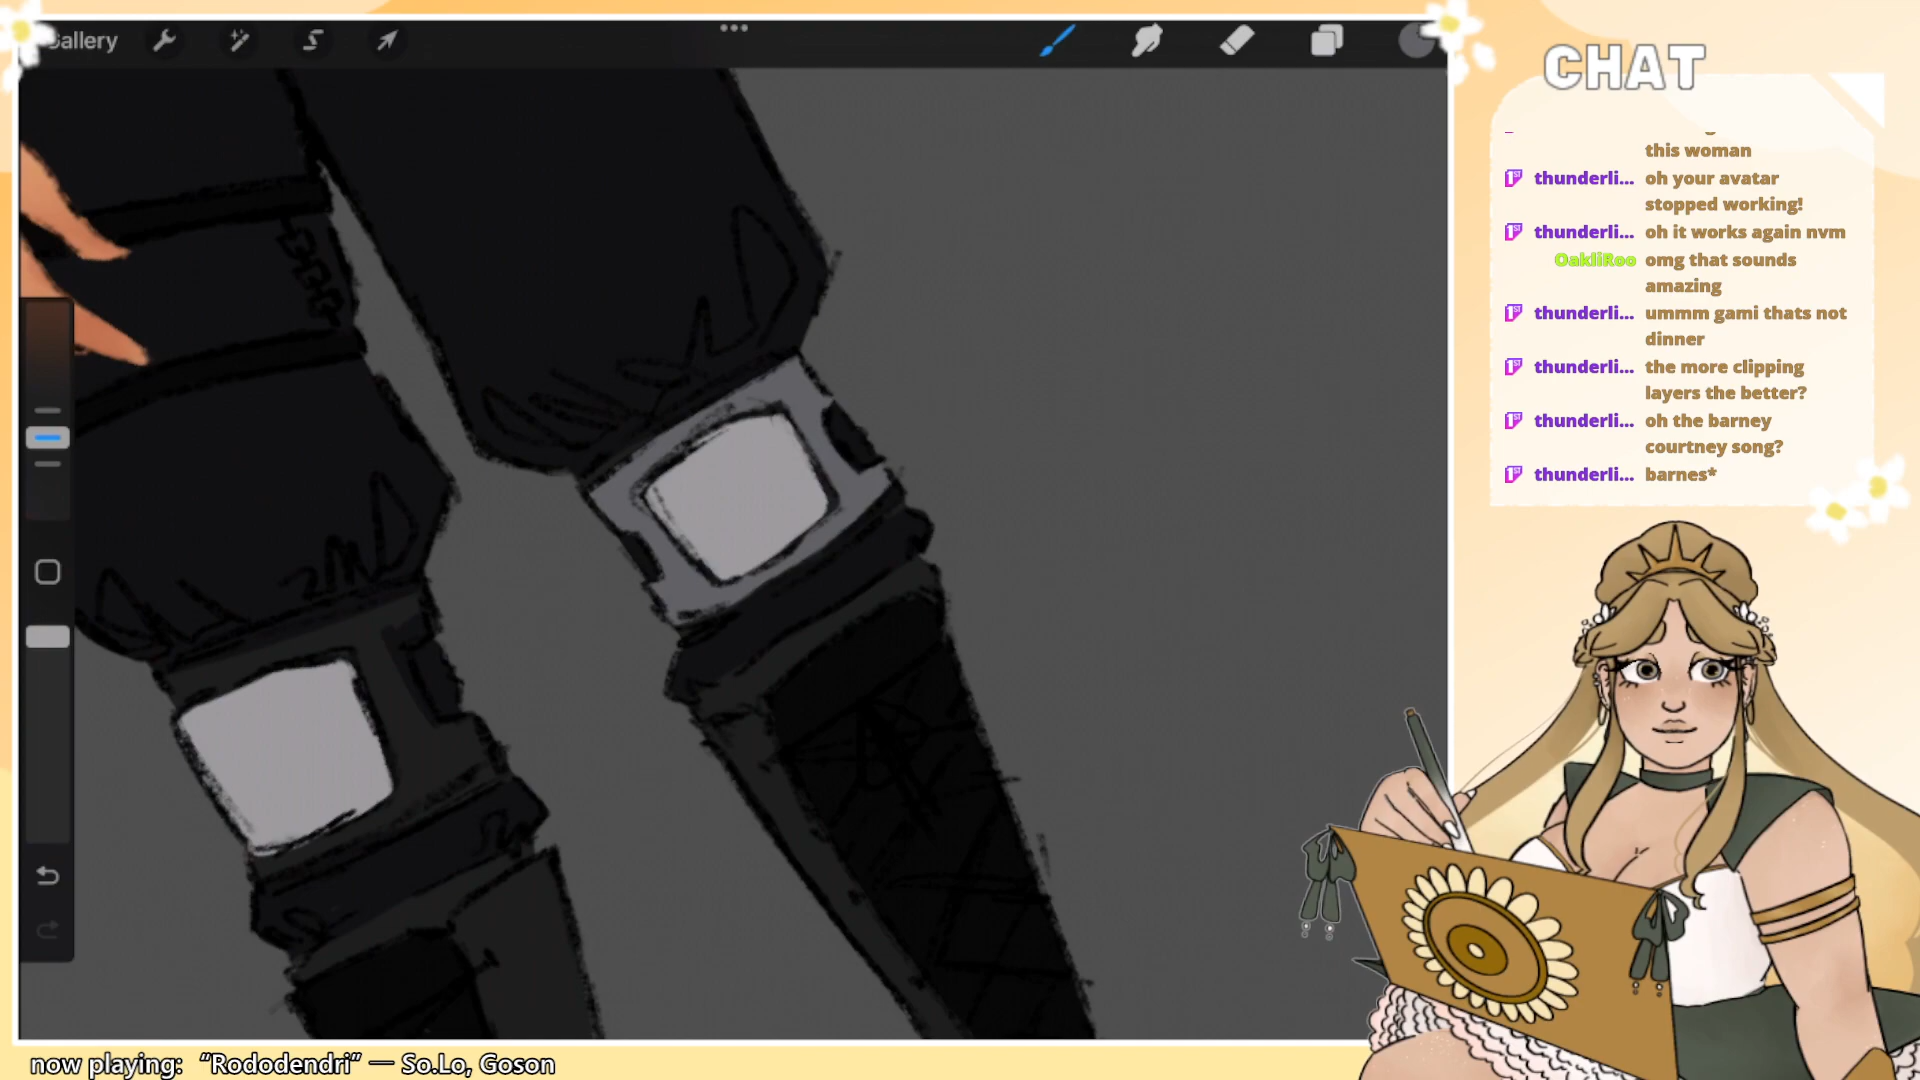 Gallery
CHAT
this woman
thunderli... oh your avatar
stopped working!
thunderli... oh it works again nvm
OakliRoo omg that sounds
amazing
thunderli... ummm gami thats not
dinner
thunderli... the more clipping
layers the better?
thunderli... oh the barney
courtney song?
thunderli... barnes*
now playing: “Rododendri” — So.Lo, Goson